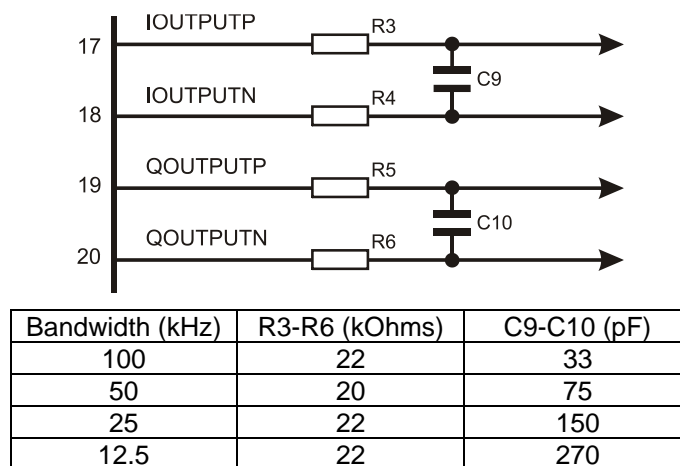 17 IOUTPUTP R3
C9
18 IOUTPUTN R4
19 QOUTPUTP R5
C10
20 QOUTPUTN R6
Bandwidth (kHz) R3-R6 (kOhms) C9-C10 (pF)
100 22 33
50 20 75
25 22 150
12.5 22 270